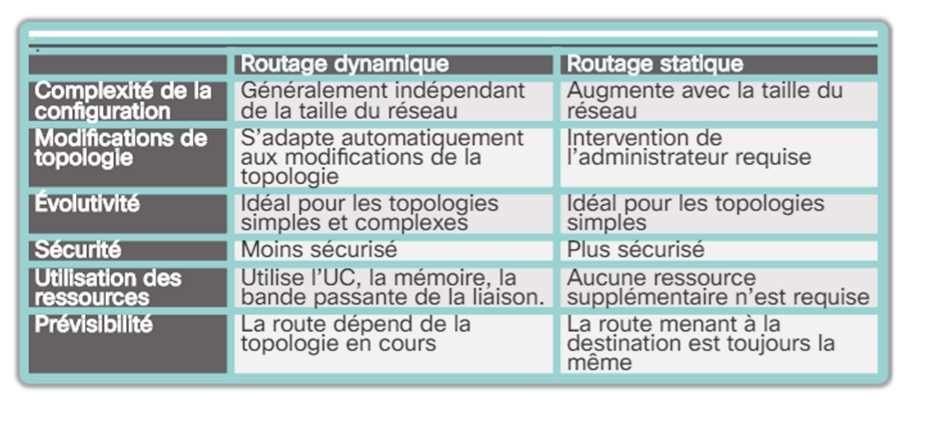 Routage dynamique Routage statique
Complexité de la Généralement indépendant Augmente avec la taille du
configuration de la taille du réseau réseau
Modifications de S'adapte automatiquement Intervention de
topologie aux modifications de la l'administrateur requise
topologie
Évolutivité Idéal pour les topologies Idéal pour les topologies
simples et complexes simples
Sécurité Moins sécurisé Plus sécurisé
Utilisation des Utilise l'UC, la mémoire, la Aucune ressource
ressources bande passante de la liaison. supplémentaire n'est requise
Prévisibilité La route dépend de la La route menant à la
topologie en cours destination est toujours la
même